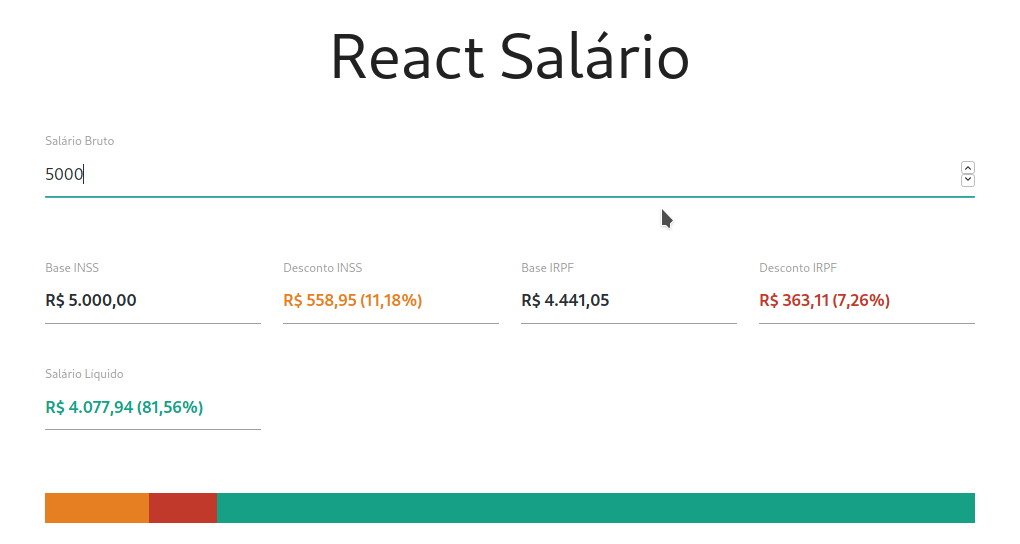 React Salário
Salário Bruto
5000
Base INSS
R$ 5.000,00
Desconto INSS
R$ 558,95 (11,18%)
Base IRPF
R$ 4.441,05
Desconto IRPF
R$ 363,11 (7,26%)
Salário Liquido
R$ 4.077,94 (81,56%)